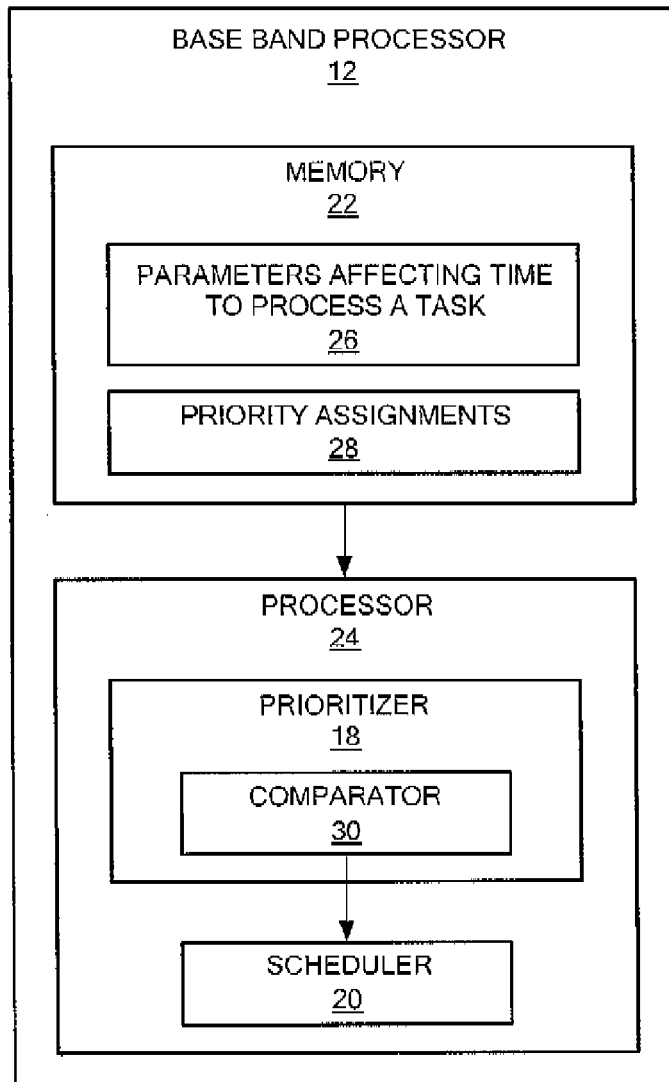 BASE BAND PROCESSOR
12
MEMORY
22
PARAMETERS AFFECTING TIME
TO PROCESS A TASK
26
PRIORITY ASSIGNMENTS
28
PROCESSOR
24
PRIORITIZER
18
COMPARATOR
30
SCHEDULER
20